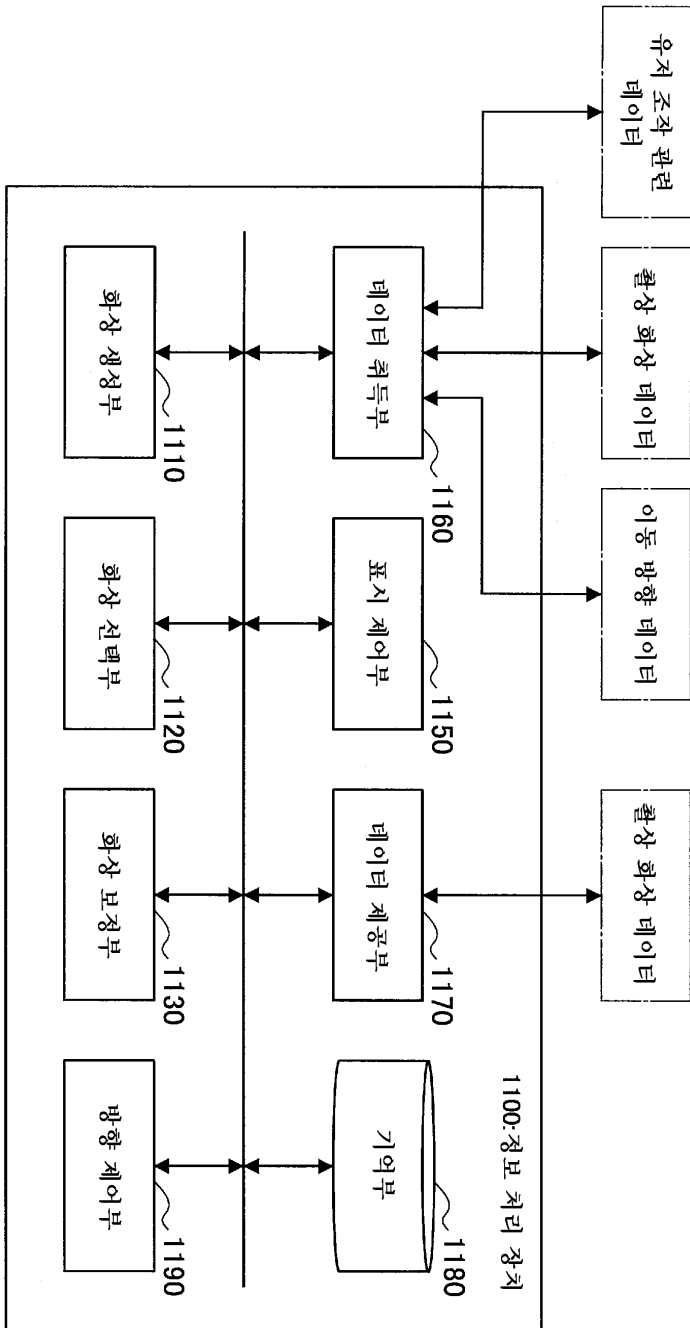 유저 조작 관련
데이터
촬상 화상 데이터
이동 방향 데이터
촬상 화상 데이터
1100:정보 처리 장치
데이터 취득부
1160
표시 제어부
1150
데이터 제공부
1170
기억부
1180
화상 생성부
1110
화상 선택부
1120
화상 보정부
1130
방향 제어부
1190